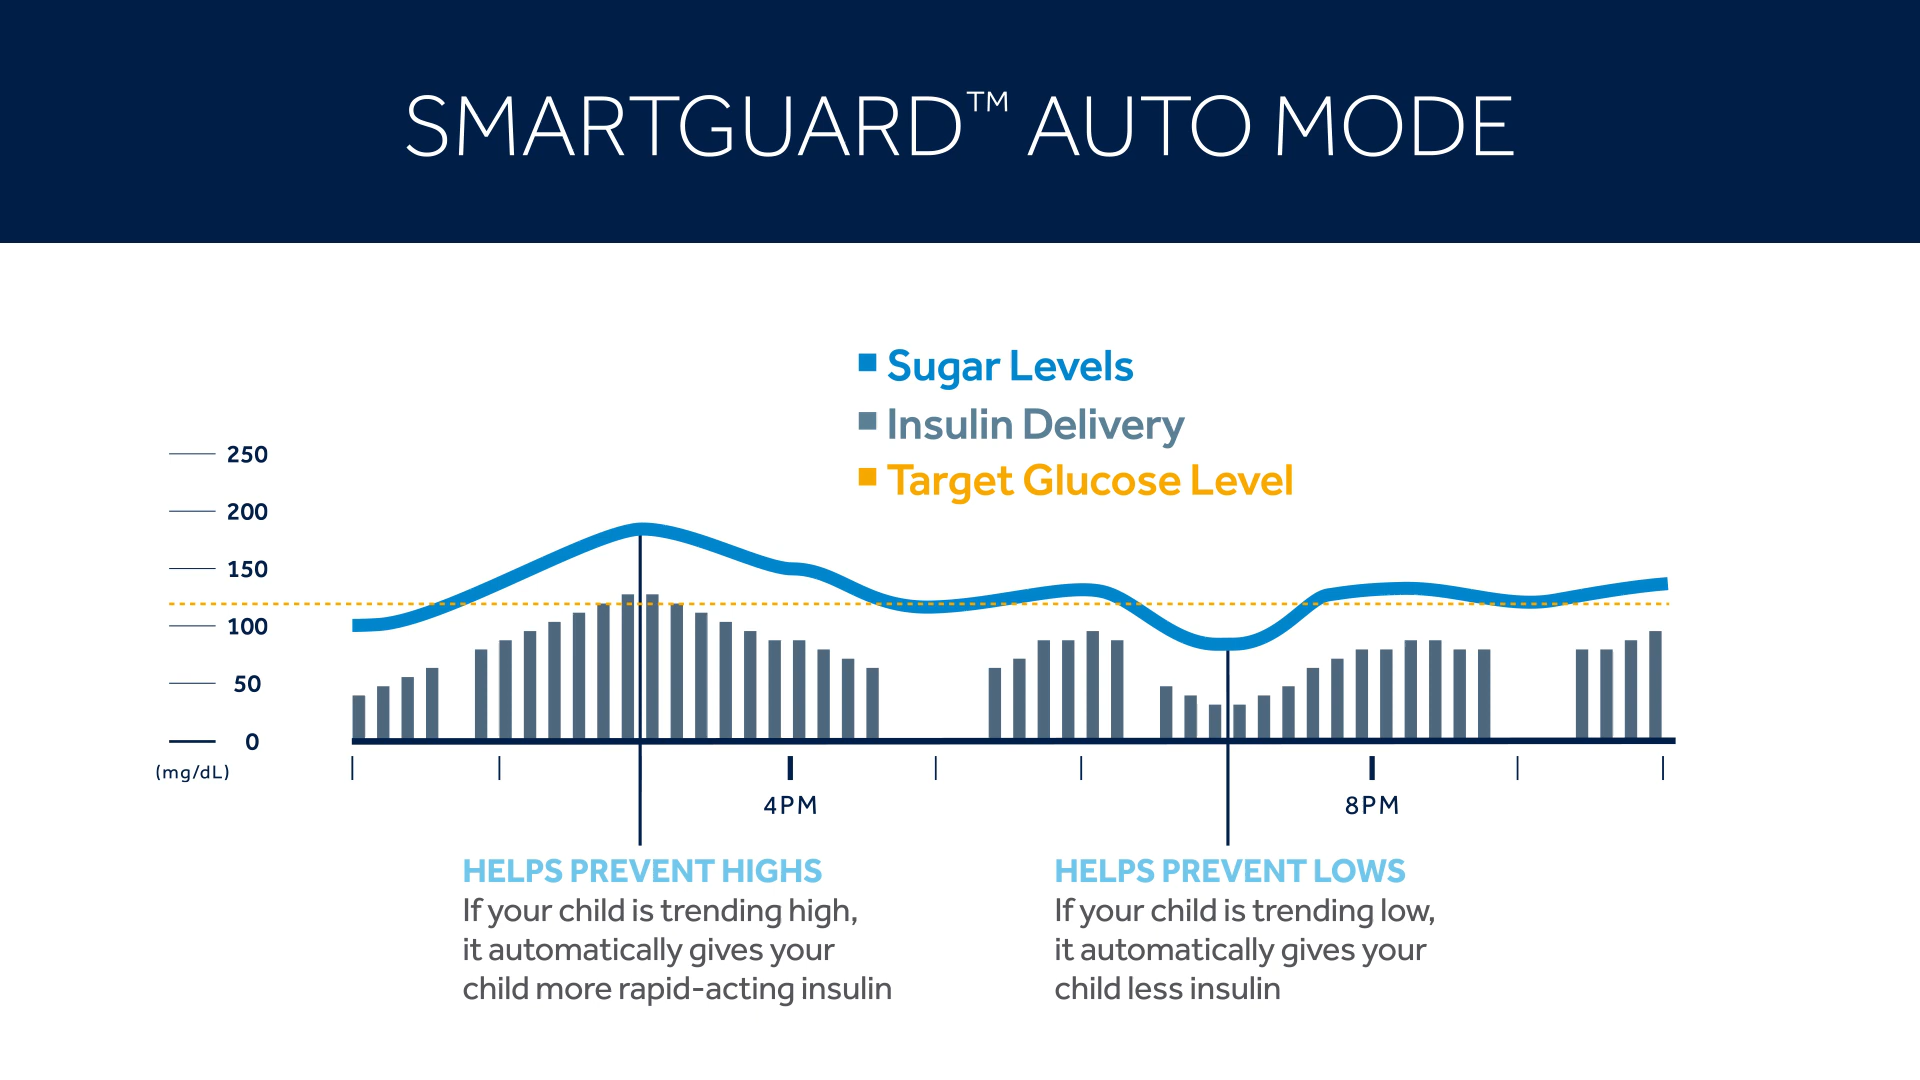 SMARTGUARD™ AUTO MODE
Sugar Levels
Insulin Delivery
Target Glucose Level
250
200
150
100
50
0
(mg/dL)
4PM
8PM
HELPS PREVENT HIGHS
If your child is trending high,
it automatically gives your
child more rapid-acting insulin
HELPS PREVENT LOWS
If your child is trending low,
it automatically gives your
child less insulin